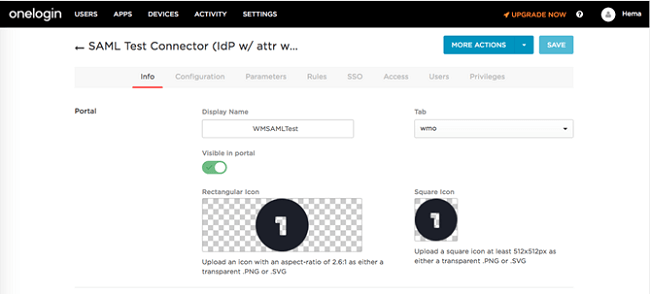 onelogin USERS APPS DEVICES ACTIVITY SETTINGS UPGRADE NOW ? Hema
← SAML Test Connector (IdP w/ attr w... MORE ACTIONS SAVE
Info Configuration Parameters Rules SSO Access Users Privileges
Portal Display Name Tab
WMSAMLTest wmo
Visible in portal
Rectangular Icon Square Icon
1 1
Upload an icon with an aspect-ratio of 2.6:1 as either a Upload a square icon at least 512x512px as
transparent .PNG or .SVG either a transparent .PNG or .SVG